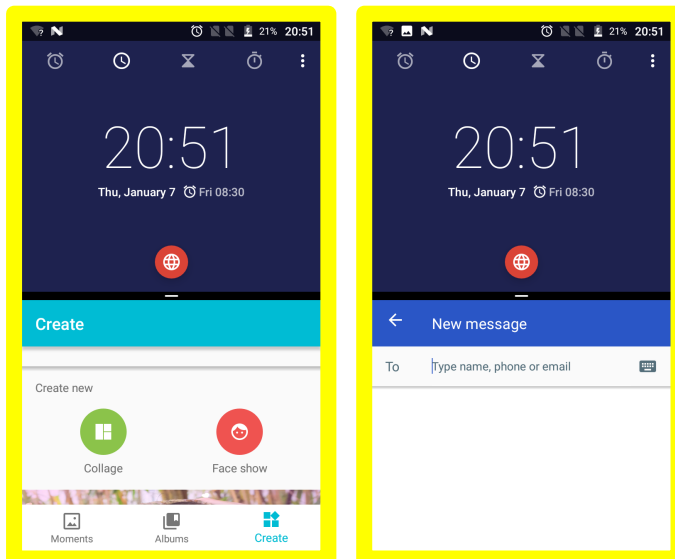 21% 20:51
20:51
Thu, January 7 Fri 08:30
Create
Create new
Collage Face show
Moments Albums Create
21% 20:51
20:51
Thu, January 7 Fri 08:30
New message
To Type name, phone or email